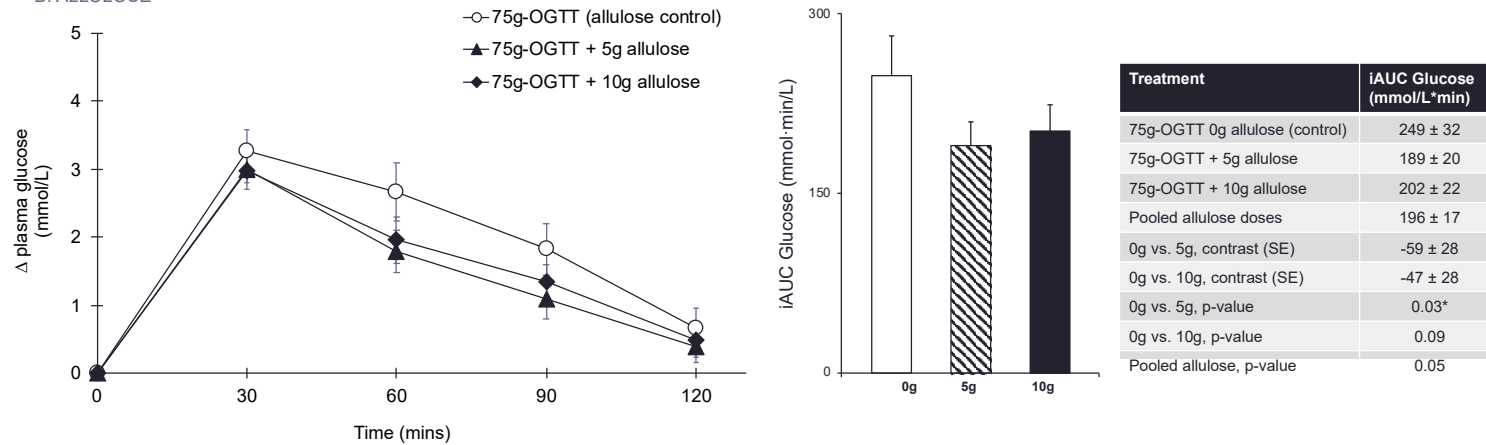 B. ALLULOSE
75g-OGTT (allulose control)
75g-OGTT + 5g allulose
75g-OGTT + 10g allulose
5
4
3
2
1
0
Δ plasma glucose
(mmol/L)
0 30 60 90 120
Time (mins)
300
150
0
iAUC Glucose (mmol·min/L)
0g 5g 10g
Treatment iAUC Glucose
(mmol/L*min)
75g-OGTT 0g allulose (control) 249 ± 32
75g-OGTT + 5g allulose 189 ± 20
75g-OGTT + 10g allulose 202 ± 22
Pooled allulose doses 196 ± 17
0g vs. 5g, contrast (SE) -59 ± 28
0g vs. 10g, contrast (SE) -47 ± 28
0g vs. 5g, p-value 0.03*
0g vs. 10g, p-value 0.09
Pooled allulose, p-value 0.05